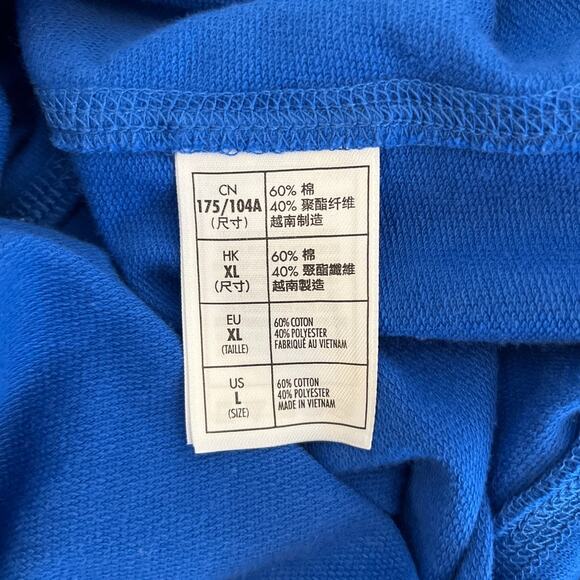 CN
175/104A
(尺寸)
60% 棉
40% 聚酯纤维
越南制造
HK
XL
(尺寸)
60% 棉
40% 聚酯纖維
越南製造
EU
XL
(TAILLE)
60% COTON
40% POLYESTER
FABRIQUÉ AU VIETNAM
US
L
(SIZE)
60% COTTON
40% POLYESTER
MADE IN VIETNAM